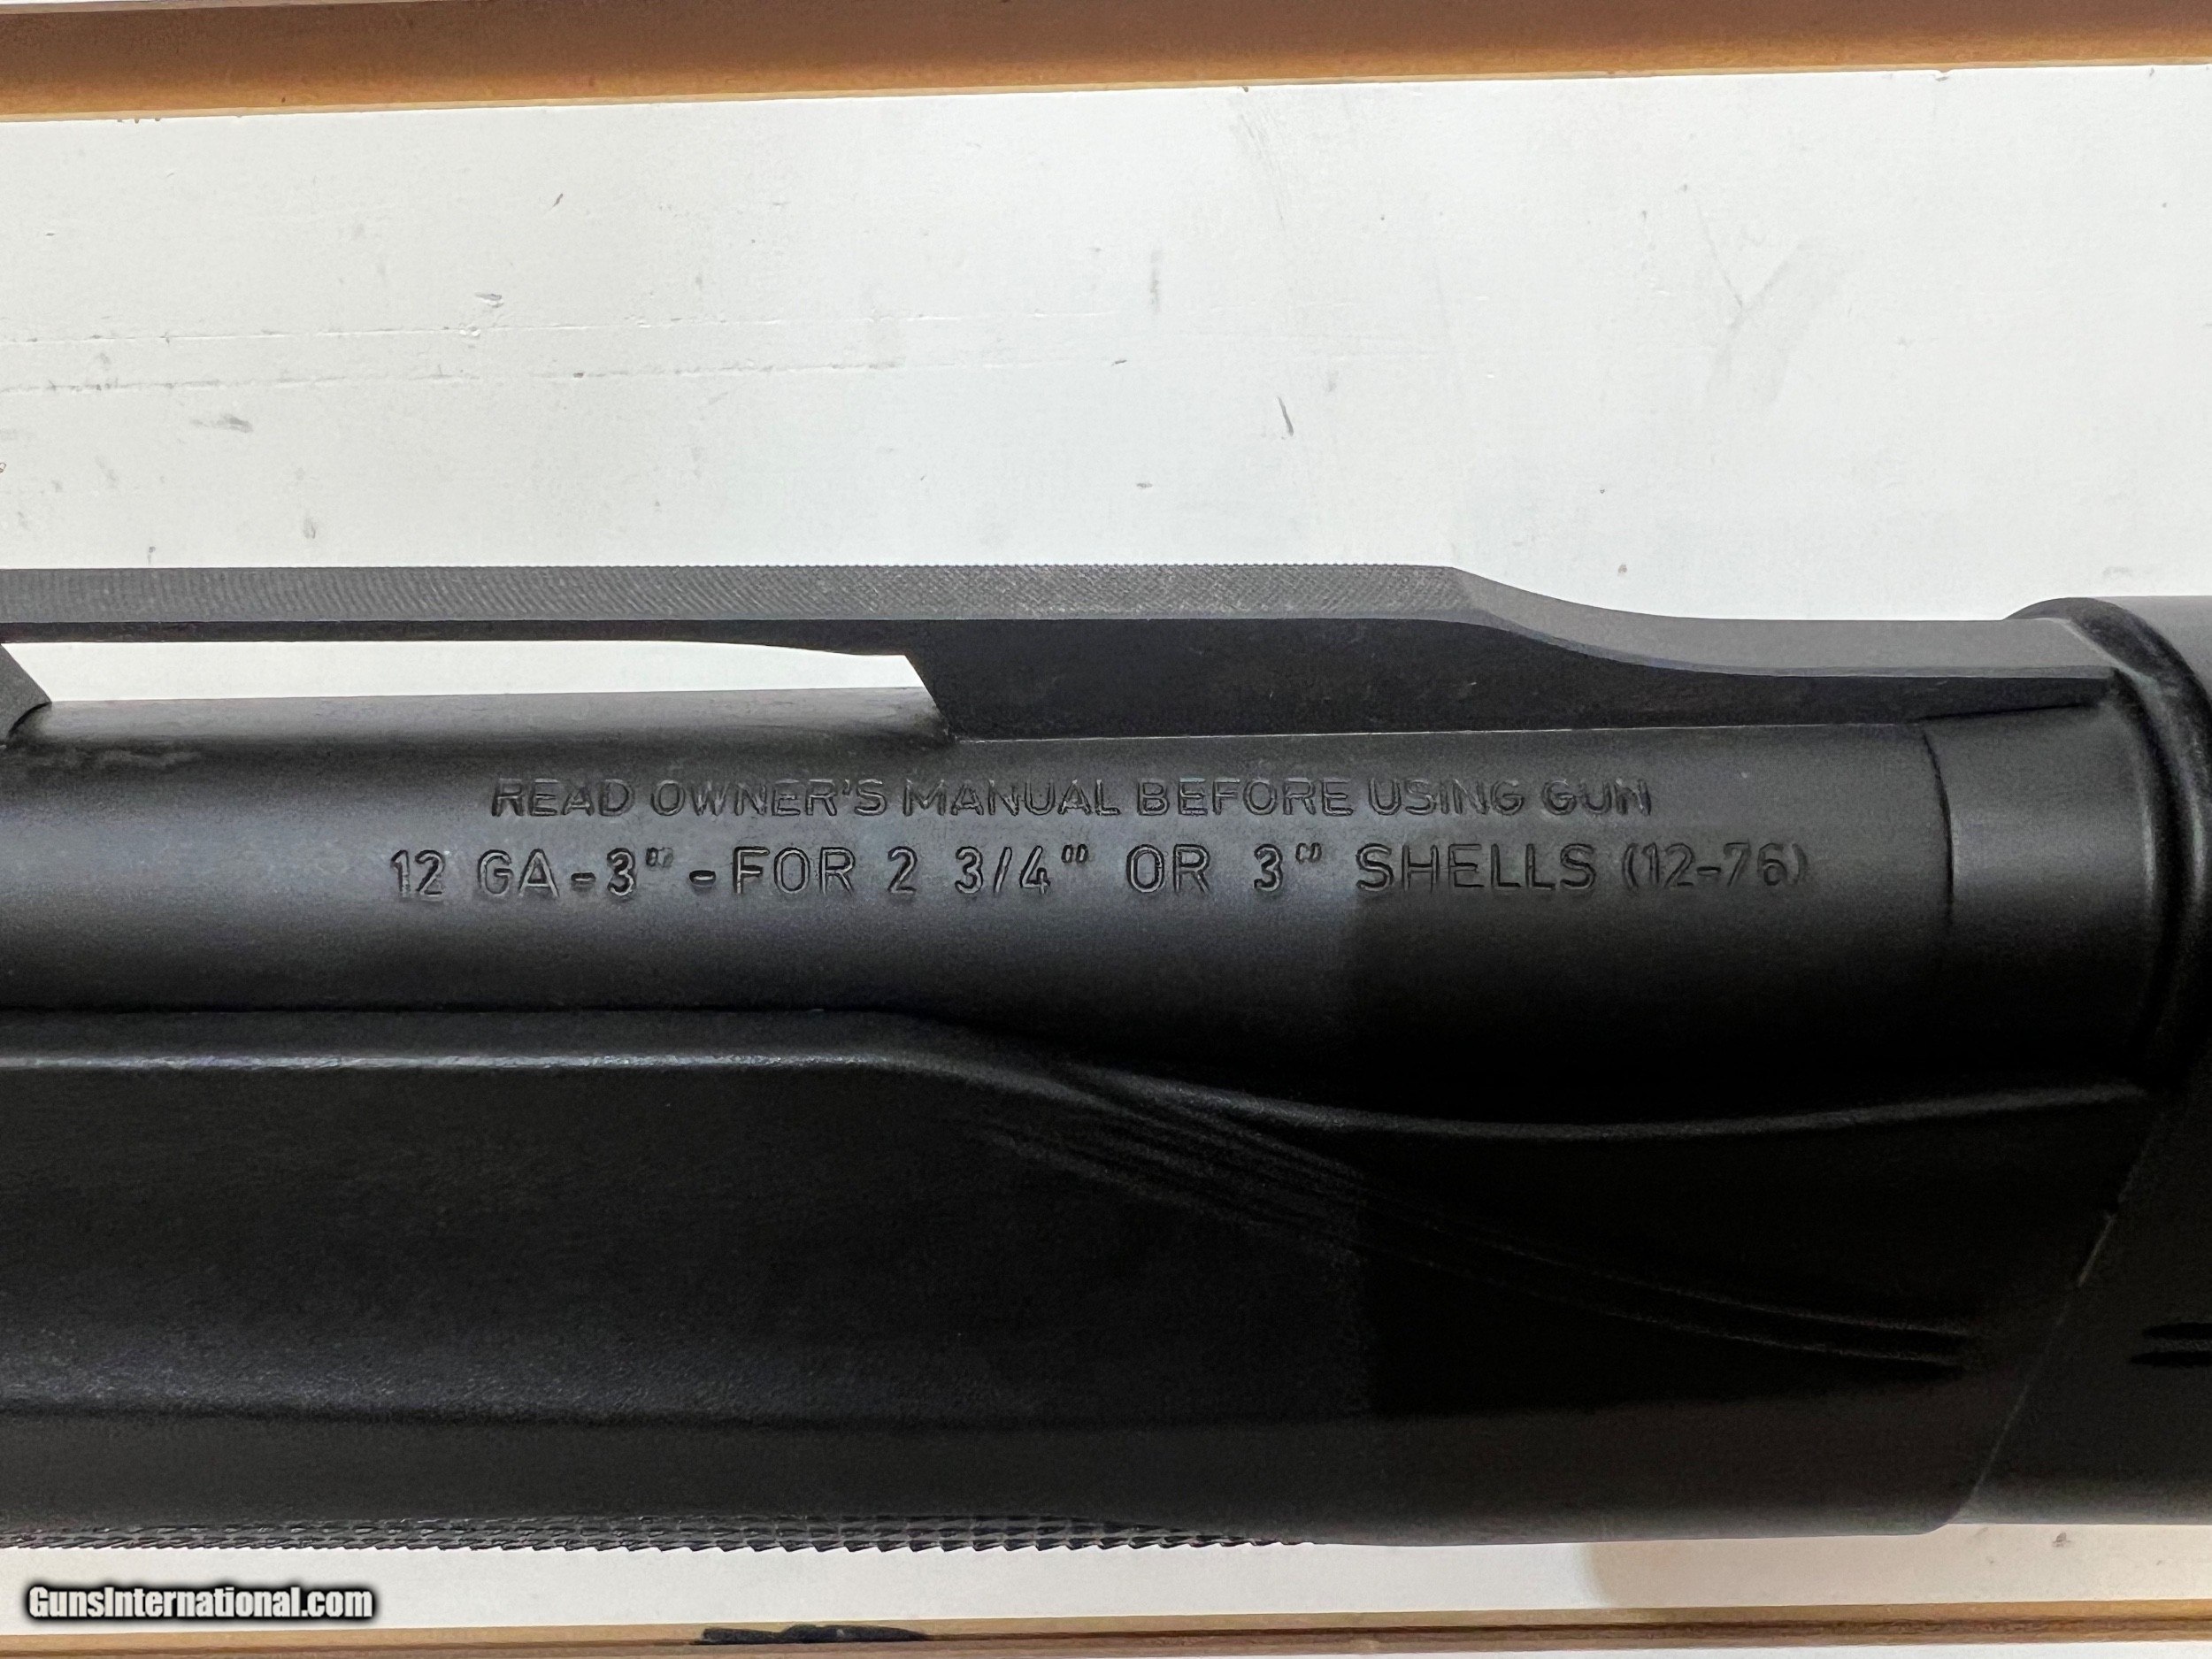 READ OWNER'S MANUAL BEFORE USING GUN
12 GA-3"-FOR 2 3/4" OR 3" SHELLS (12-76)
GunsInternational.com